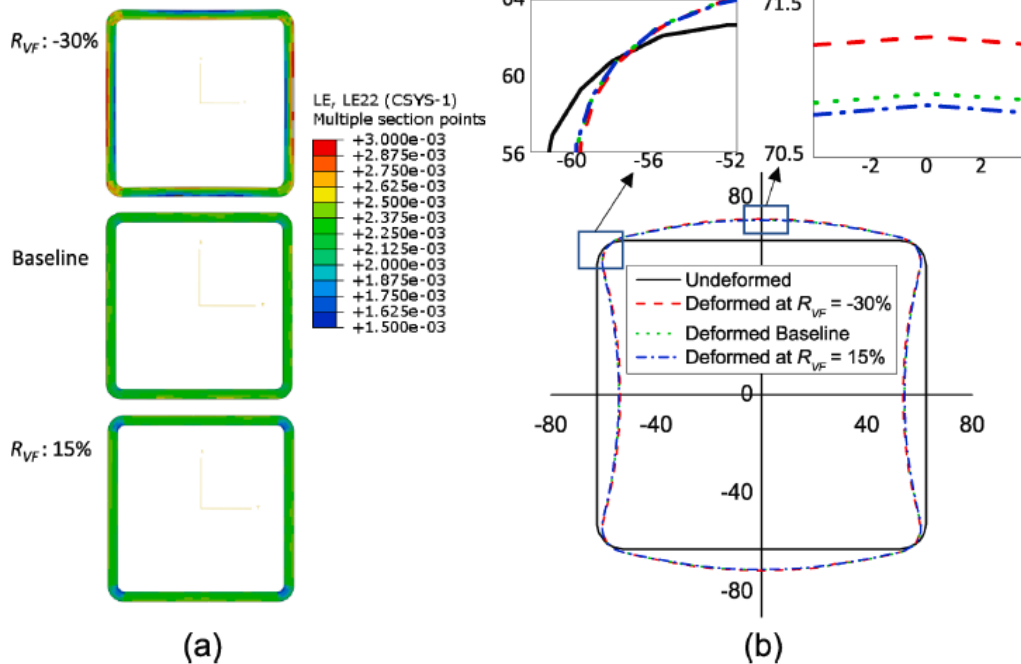 R_VF: -30%
Baseline
R_VF: 15%
LE, LE22 (CSYS-1)
Multiple section points
+3.000e-03
+2.875e-03
+2.750e-03
+2.625e-03
+2.500e-03
+2.375e-03
+2.250e-03
+2.125e-03
+2.000e-03
+1.875e-03
+1.750e-03
+1.625e-03
+1.500e-03
(a)
64
60
56
-60
-56
-52
71.5
70.5
-2
0
2
80
Undeformed
Deformed at R_VF = -30%
Deformed Baseline
Deformed at R_VF = 15%
0
-80
-40
40
80
-40
-80
(b)